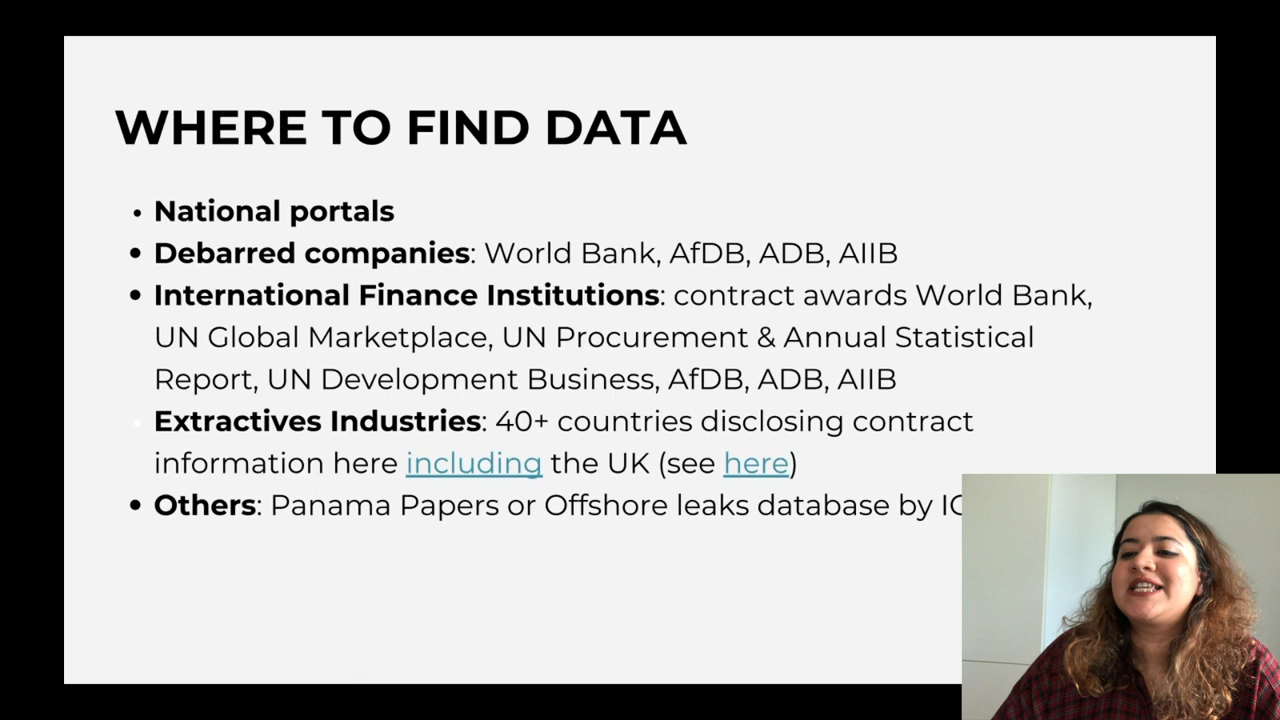 WHERE TO FIND DATA
National portals
Debarred companies: World Bank, AfDB, ADB, AIIB
International Finance Institutions: contract awards World Bank,
UN Global Marketplace, UN Procurement & Annual Statistical
Report, UN Development Business, AfDB, ADB, AIIB
Extractives Industries: 40+ countries disclosing contract
information here including the UK (see here)
Others: Panama Papers or Offshore leaks database by